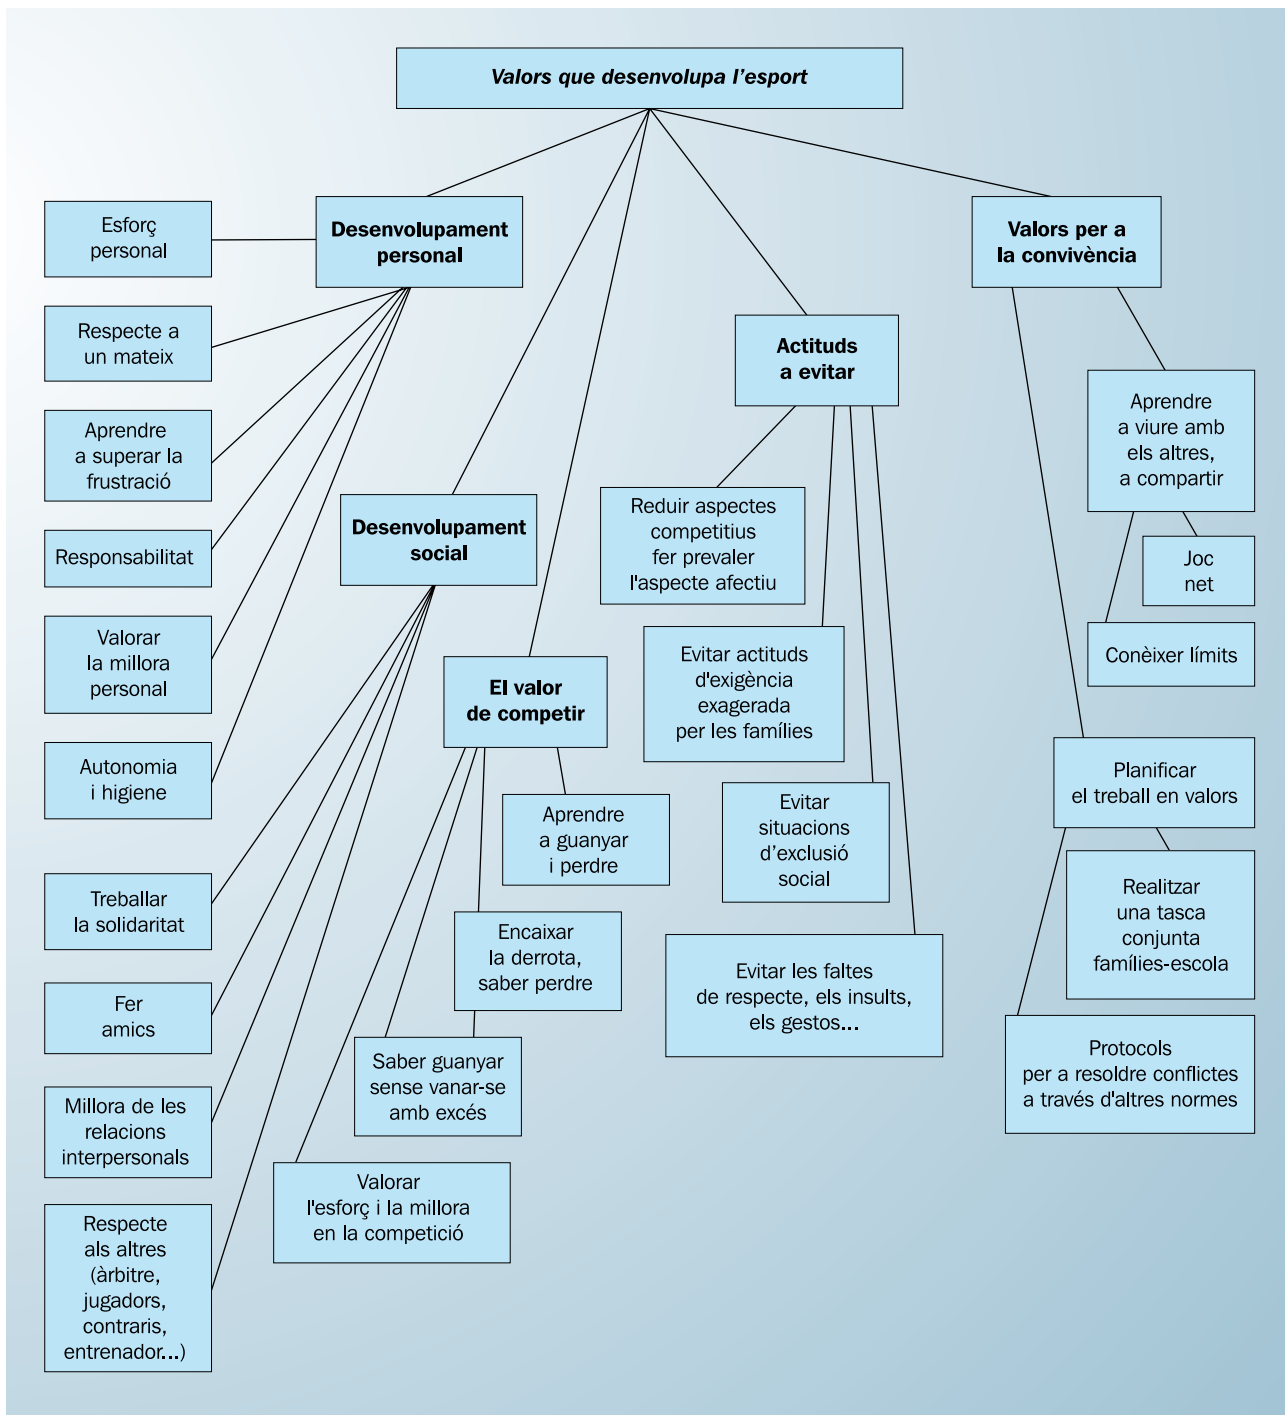 Valors que desenvolupa l'esport
Desenvolupament
personal
Esforç
personal
Respecte a
un mateix
Aprendre
a superar la
frustració
Responsabilitat
Valorar
la millora
personal
Autonomia
i higiene
Desenvolupament
social
Treballar
la solidaritat
Fer
amics
Millora de les
relacions
interpersonals
Respecte
als altres
(àrbitre,
jugadors,
contraris,
entrenador...)
El valor
de competir
Aprendre
a guanyar
i perdre
Encaixar
la derrota,
saber perdre
Saber guanyar
sense vanar-se
amb excés
Valorar
l'esforç i la millora
en la competició
Actituds
a evitar
Reduir aspectes
competitius
fer prevaler
l'aspecte afectiu
Evitar actituds
d'exigència
exagerada
per les famílies
Evitar
situacions
d'exclusió
social
Evitar les faltes
de respecte, els insults,
els gestos...
Valors per a
la convivència
Aprendre
a viure amb
els altres,
a compartir
Joc
net
Conèixer límits
Planificar
el treball en valors
Realitzar
una tasca
conjunta
famílies-escola
Protocols
per a resoldre conflictes
a través d'altres normes